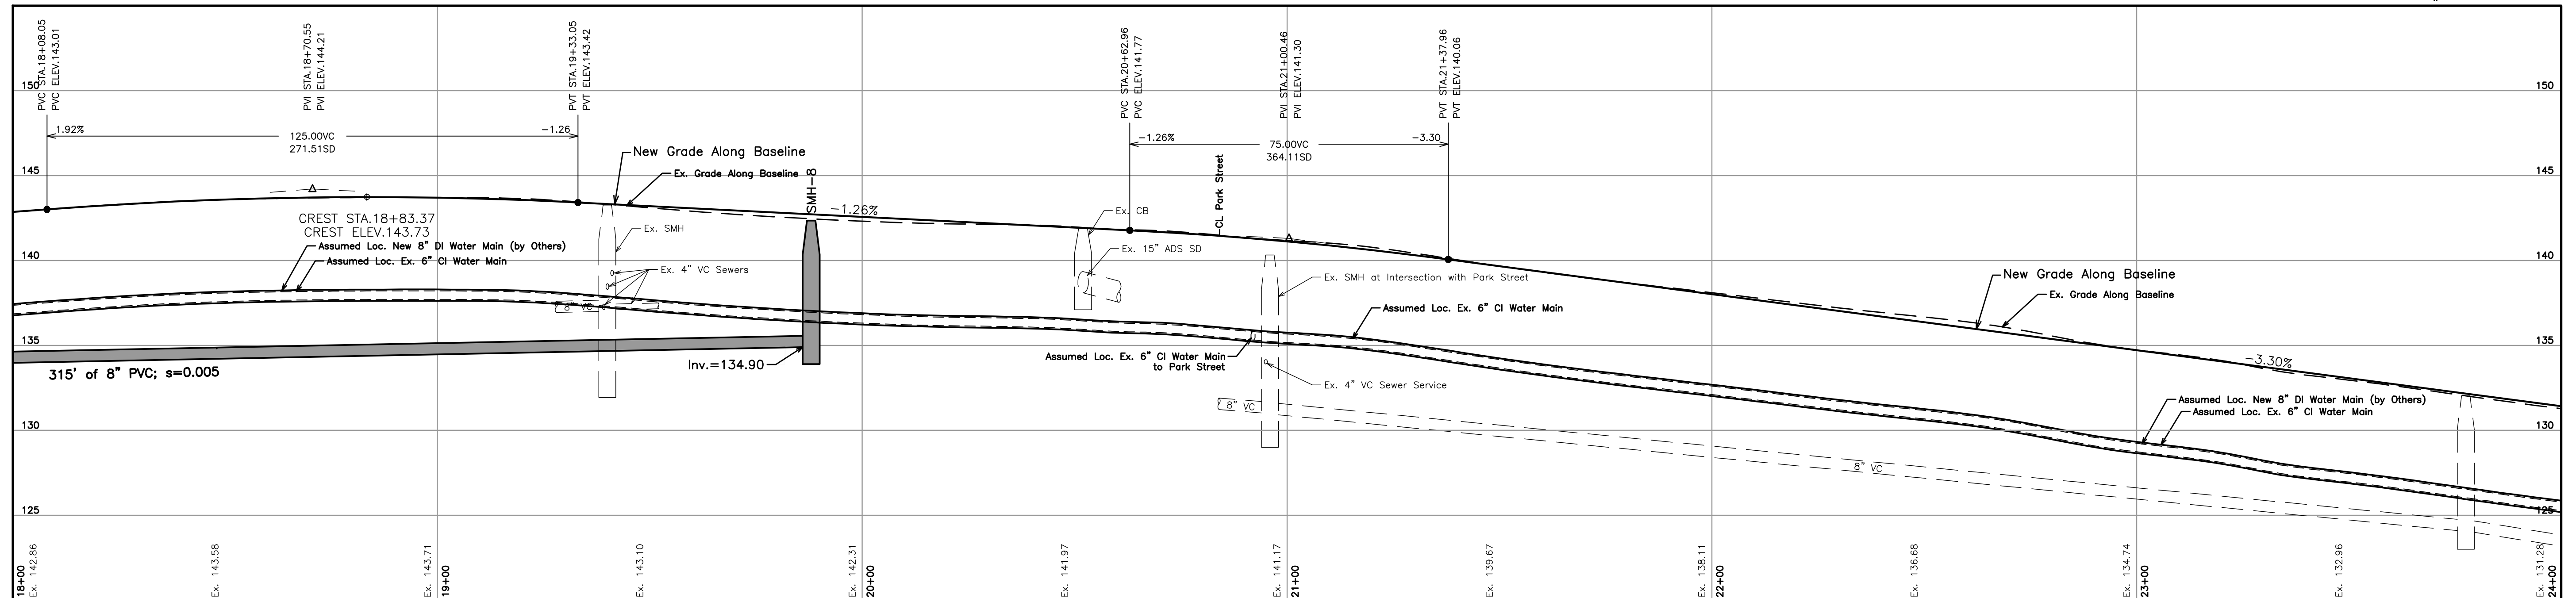 PVC STA.18+08.05
PVC ELEV.143.01
PVI STA.18+70.55
PVI ELEV.144.21
PVT STA.19+33.05
PVT ELEV.143.42
PVC STA.20+62.96
PVC ELEV.141.77
PVI STA.21+00.46
PVI ELEV.141.30
PVT STA.21+37.96
PVT ELEV.140.06
150
150
1.92%
125.00VC
-1.26
271.51SD
-1.26%
75.00VC
-3.30
364.11SD
New Grade Along Baseline
Ex. Grade Along Baseline
145
145
SMH-8
CL Park Street
-1.26%
Ex. CB
CREST STA.18+83.37
CREST ELEV.143.73
Assumed Loc. New 8" DI Water Main (by Others)
Assumed Loc. Ex. 6" CI Water Main
Ex. SMH
Ex. 15" ADS SD
140
140
Ex. 4" VC Sewers
Ex. SMH at Intersection with Park Street
New Grade Along Baseline
Ex. Grade Along Baseline
8" VC
Assumed Loc. Ex. 6" CI Water Main
135
135
Inv.=134.90
315' of 8" PVC; s=0.005
Assumed Loc. Ex. 6" CI Water Main
to Park Street
-3.30%
Ex. 4" VC Sewer Service
8" VC
Assumed Loc. New 8" DI Water Main (by Others)
Assumed Loc. Ex. 6" CI Water Main
130
130
8" VC
125
125
18+00
Ex. 142.86
Ex. 143.58
Ex. 143.71
19+00
Ex. 143.10
Ex. 142.31
20+00
Ex. 141.97
Ex. 141.17
21+00
Ex. 139.67
Ex. 138.11
22+00
Ex. 136.68
Ex. 134.74
23+00
Ex. 132.96
Ex. 131.28
24+00